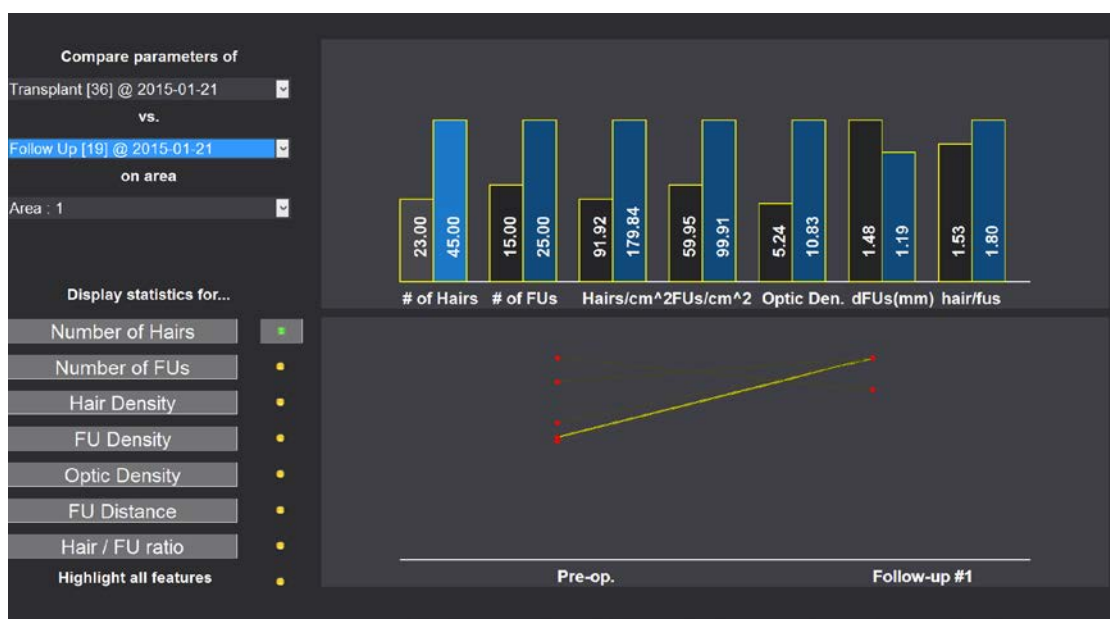 Compare parameters of
Transplant [36] @ 2015-01-21
vs.
Follow Up [19] @ 2015-01-21
on area
Area : 1
Display statistics for...
Number of Hairs
Number of FUs
Hair Density
FU Density
Optic Density
FU Distance
Hair / FU ratio
Highlight all features
23.00 45.00 15.00 25.00 91.92 179.84 59.95 99.91 5.24 10.83 1.48 1.19 1.53 1.80
# of Hairs # of FUs Hairs/cm^2FUs/cm^2 Optic Den. dFUs(mm) hair/fus
Pre-op. Follow-up #1